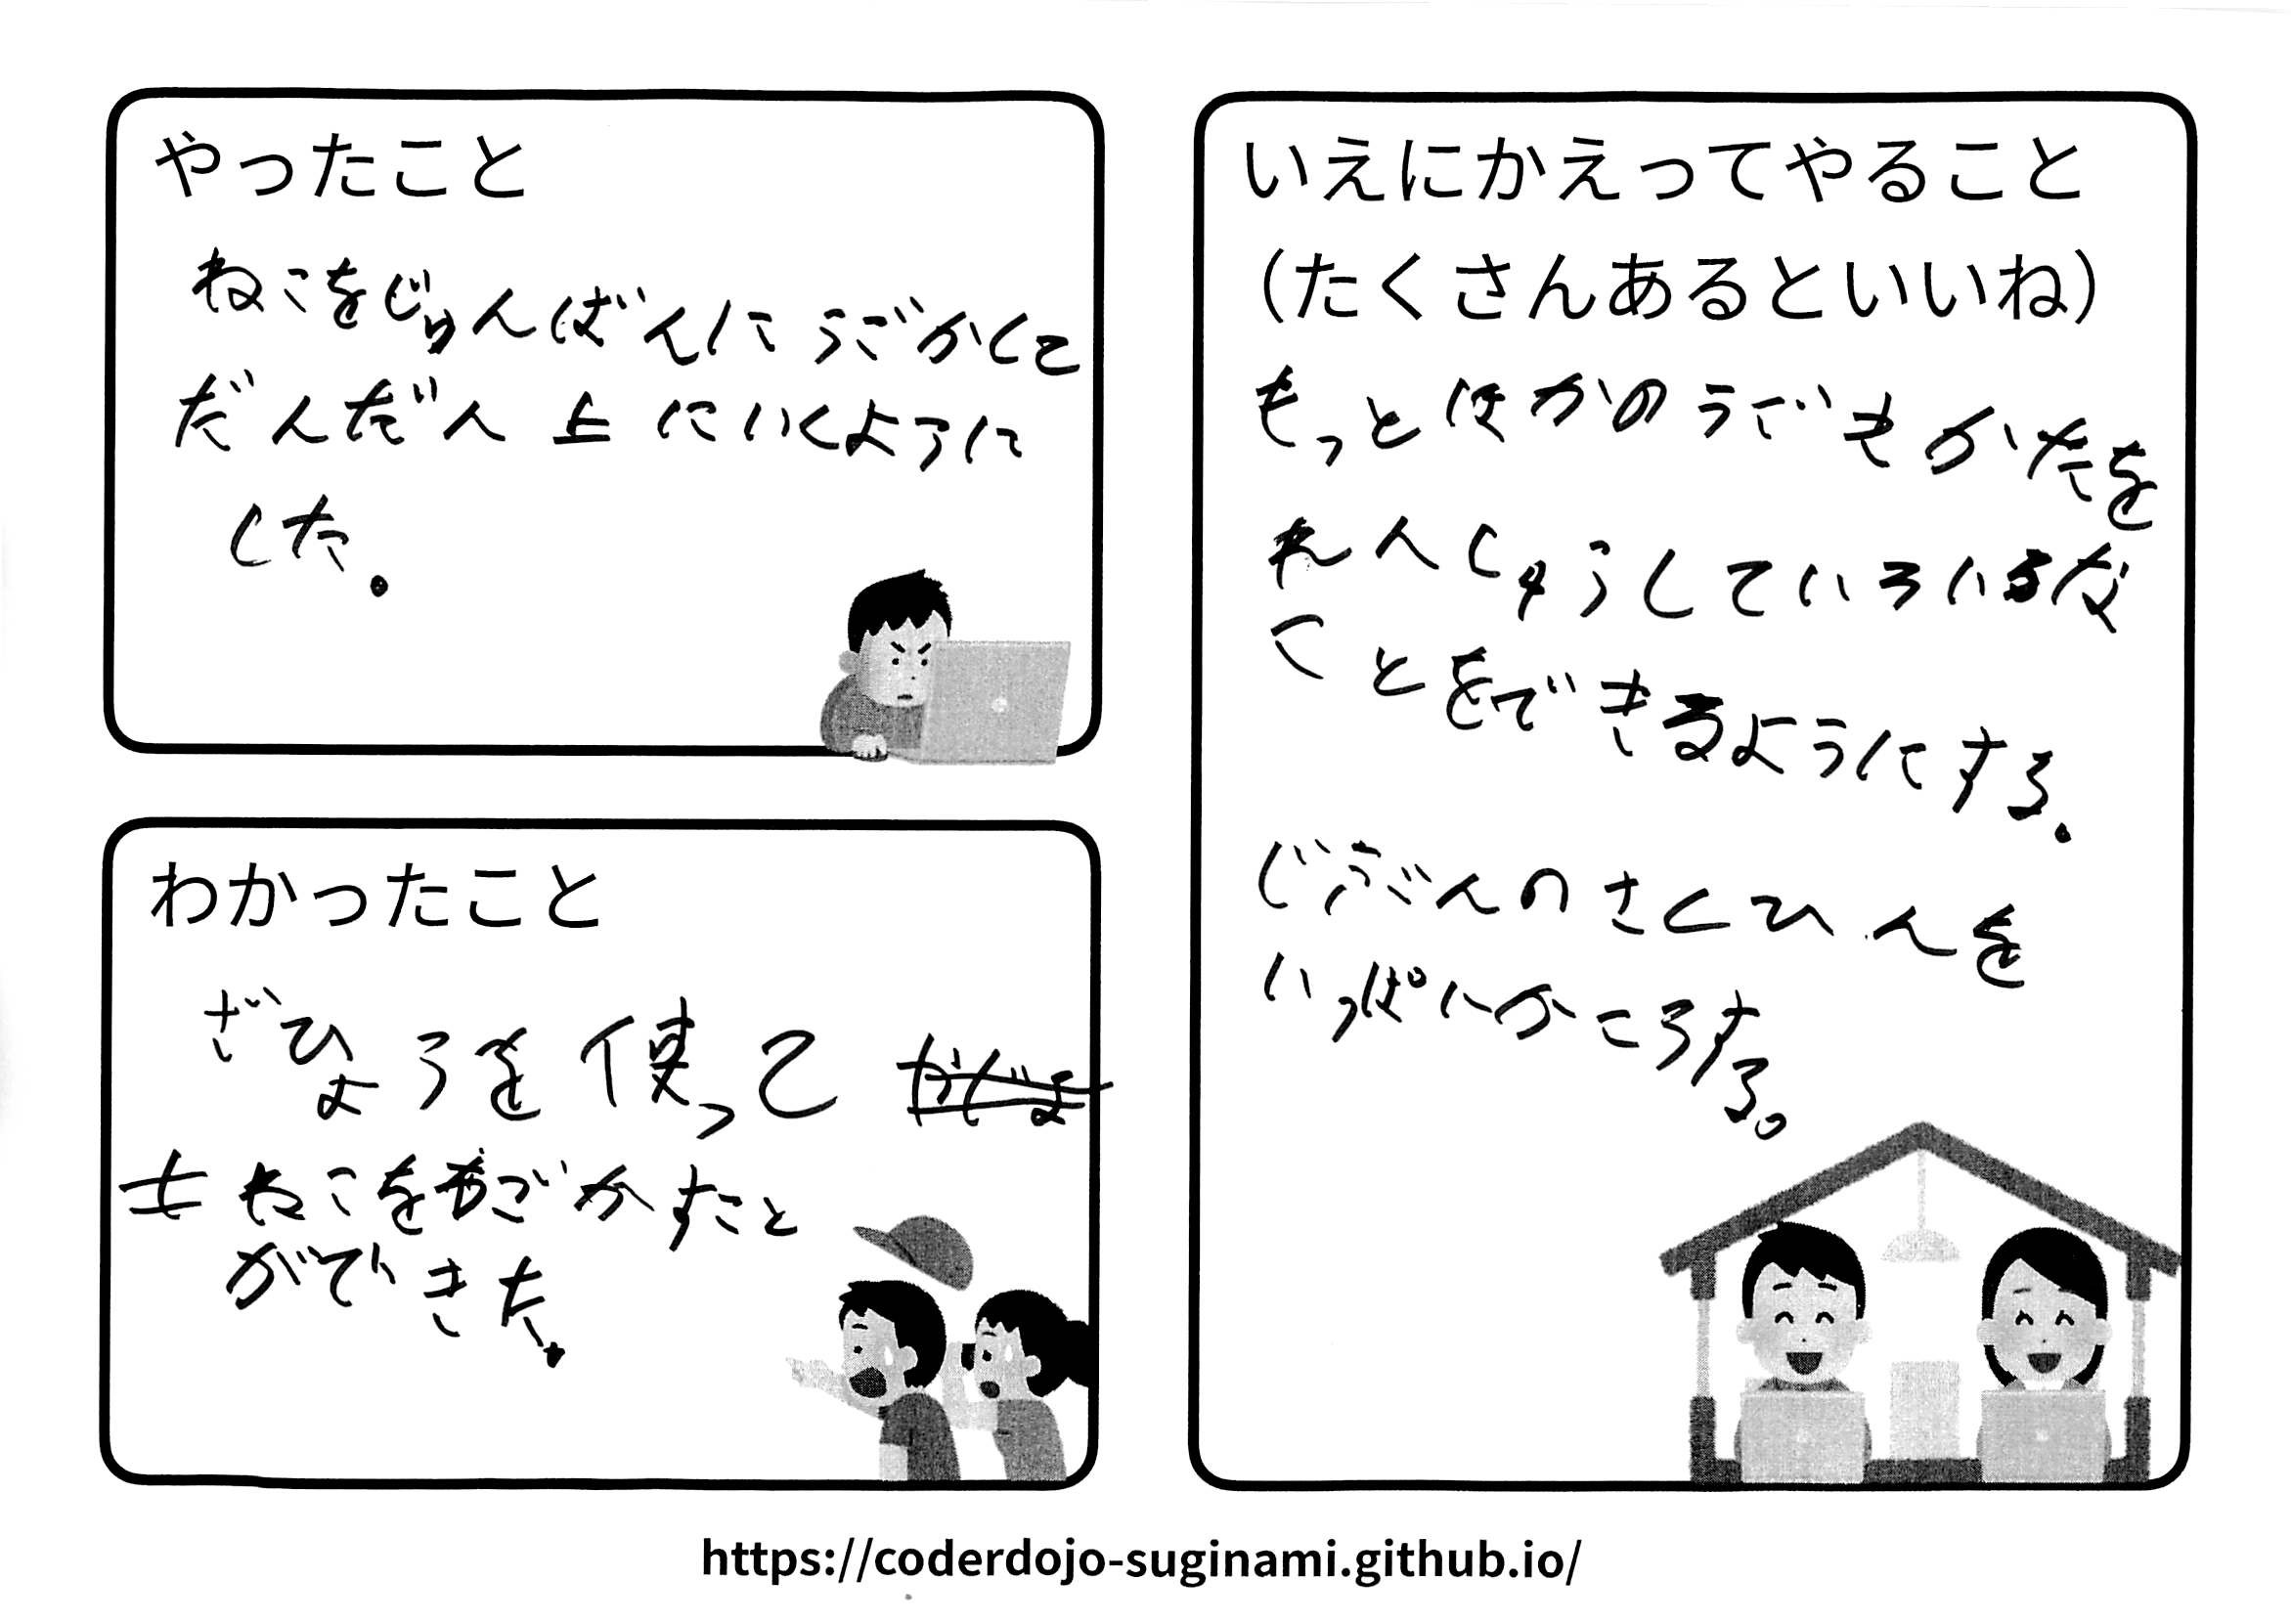 やったこと
ねこをじゅんばんにうごかして
だんだん上にいくように
した。
わかったこと
ざひょうを使って
ねこをうごかすこと
ができた。
いえにかえってやること
（たくさんあるといいね）
もっとほかのうごきかたを
れんしゅうしていろいろな
ことをできるようにする。
じぶんのさくひんを
いっぱいかころする。
https://coderdojo-suginami.github.io/